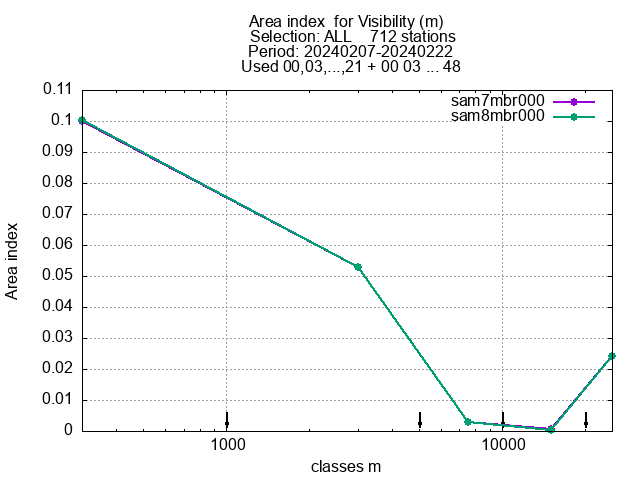 Area index  for Visibility (m)
Selection: ALL    712 stations
Period: 20240207-20240222
Used 00,03,...,21 + 00 03 ... 48
sam7mbr000
sam8mbr000
0.11
0.1
0.09
0.08
0.07
0.06
0.05
0.04
0.03
0.02
0.01
0
Area index
1000
10000
classes m